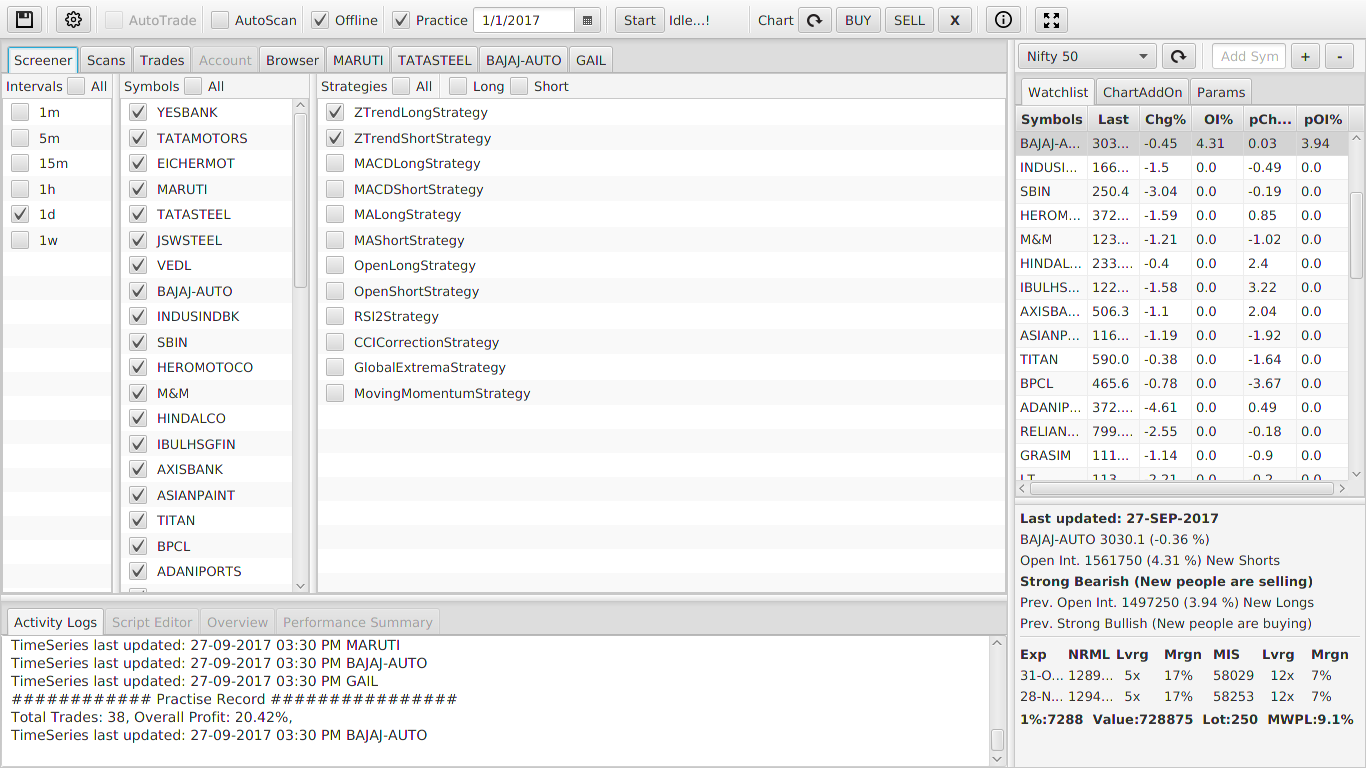 AutoTrade AutoScan Offline Practice 1/1/2017 Start Idle...! Chart BUY SELL X
Screener Scans Trades Account Browser MARUTI TATASTEEL BAJAJ-AUTO GAIL
Intervals All
1m
5m
15m
1h
1d
1w
Symbols All
YESBANK
TATAMOTORS
EICHERMOT
MARUTI
TATASTEEL
JSWSTEEL
VEDL
BAJAJ-AUTO
INDUSINDBK
SBIN
HEROMOTOCO
M&M
HINDALCO
IBULHSGFIN
AXISBANK
ASIANPAINT
TITAN
BPCL
ADANIPORTS
Strategies All Long Short
ZTrendLongStrategy
ZTrendShortStrategy
MACDLongStrategy
MACDShortStrategy
MALongStrategy
MAShortStrategy
OpenLongStrategy
OpenShortStrategy
RSI2Strategy
CCICorrectionStrategy
GlobalExtremaStrategy
MovingMomentumStrategy
Activity Logs Script Editor Overview Performance Summary
TimeSeries last updated: 27-09-2017 03:30 PM MARUTI
TimeSeries last updated: 27-09-2017 03:30 PM BAJAJ-AUTO
TimeSeries last updated: 27-09-2017 03:30 PM GAIL
############ Practise Record ################
Total Trades: 38, Overall Profit: 20.42%,
TimeSeries last updated: 27-09-2017 03:30 PM BAJAJ-AUTO
Nifty 50 Add Sym + -
Watchlist ChartAddOn Params
Symbols Last Chg% OI% pCh... pOI%
BAJAJ-A... 303... -0.45 4.31 0.03 3.94
INDUSI... 166... -1.5 0.0 -0.49 0.0
SBIN 250.4 -3.04 0.0 -0.19 0.0
HEROM... 372... -1.59 0.0 0.85 0.0
M&M 123... -1.21 0.0 -1.02 0.0
HINDAL... 233.... -0.4 0.0 2.4 0.0
IBULHS... 122... -1.58 0.0 3.22 0.0
AXISBA... 506.3 -1.1 0.0 2.04 0.0
ASIANP... 116... -1.19 0.0 -1.92 0.0
TITAN 590.0 -0.38 0.0 -1.64 0.0
BPCL 465.6 -0.78 0.0 -3.67 0.0
ADANIP... 372.... -4.61 0.0 0.49 0.0
RELIAN... 799.... -2.55 0.0 -0.18 0.0
GRASIM 111... -1.14 0.0 -0.9 0.0
LT 113... -2.21 0.0 -0.2 0.0
Last updated: 27-SEP-2017
BAJAJ-AUTO 3030.1 (-0.36 %)
Open Int. 1561750 (4.31 %) New Shorts
Strong Bearish (New people are selling)
Prev. Open Int. 1497250 (3.94 %) New Longs
Prev. Strong Bullish (New people are buying)
Exp NRML Lvrg Mrgn MIS Lvrg Mrgn
31-O... 1289... 5x 17% 58029 12x 7%
28-N... 1294... 5x 17% 58253 12x 7%
1%:7288 Value:728875 Lot:250 MWPL:9.1%